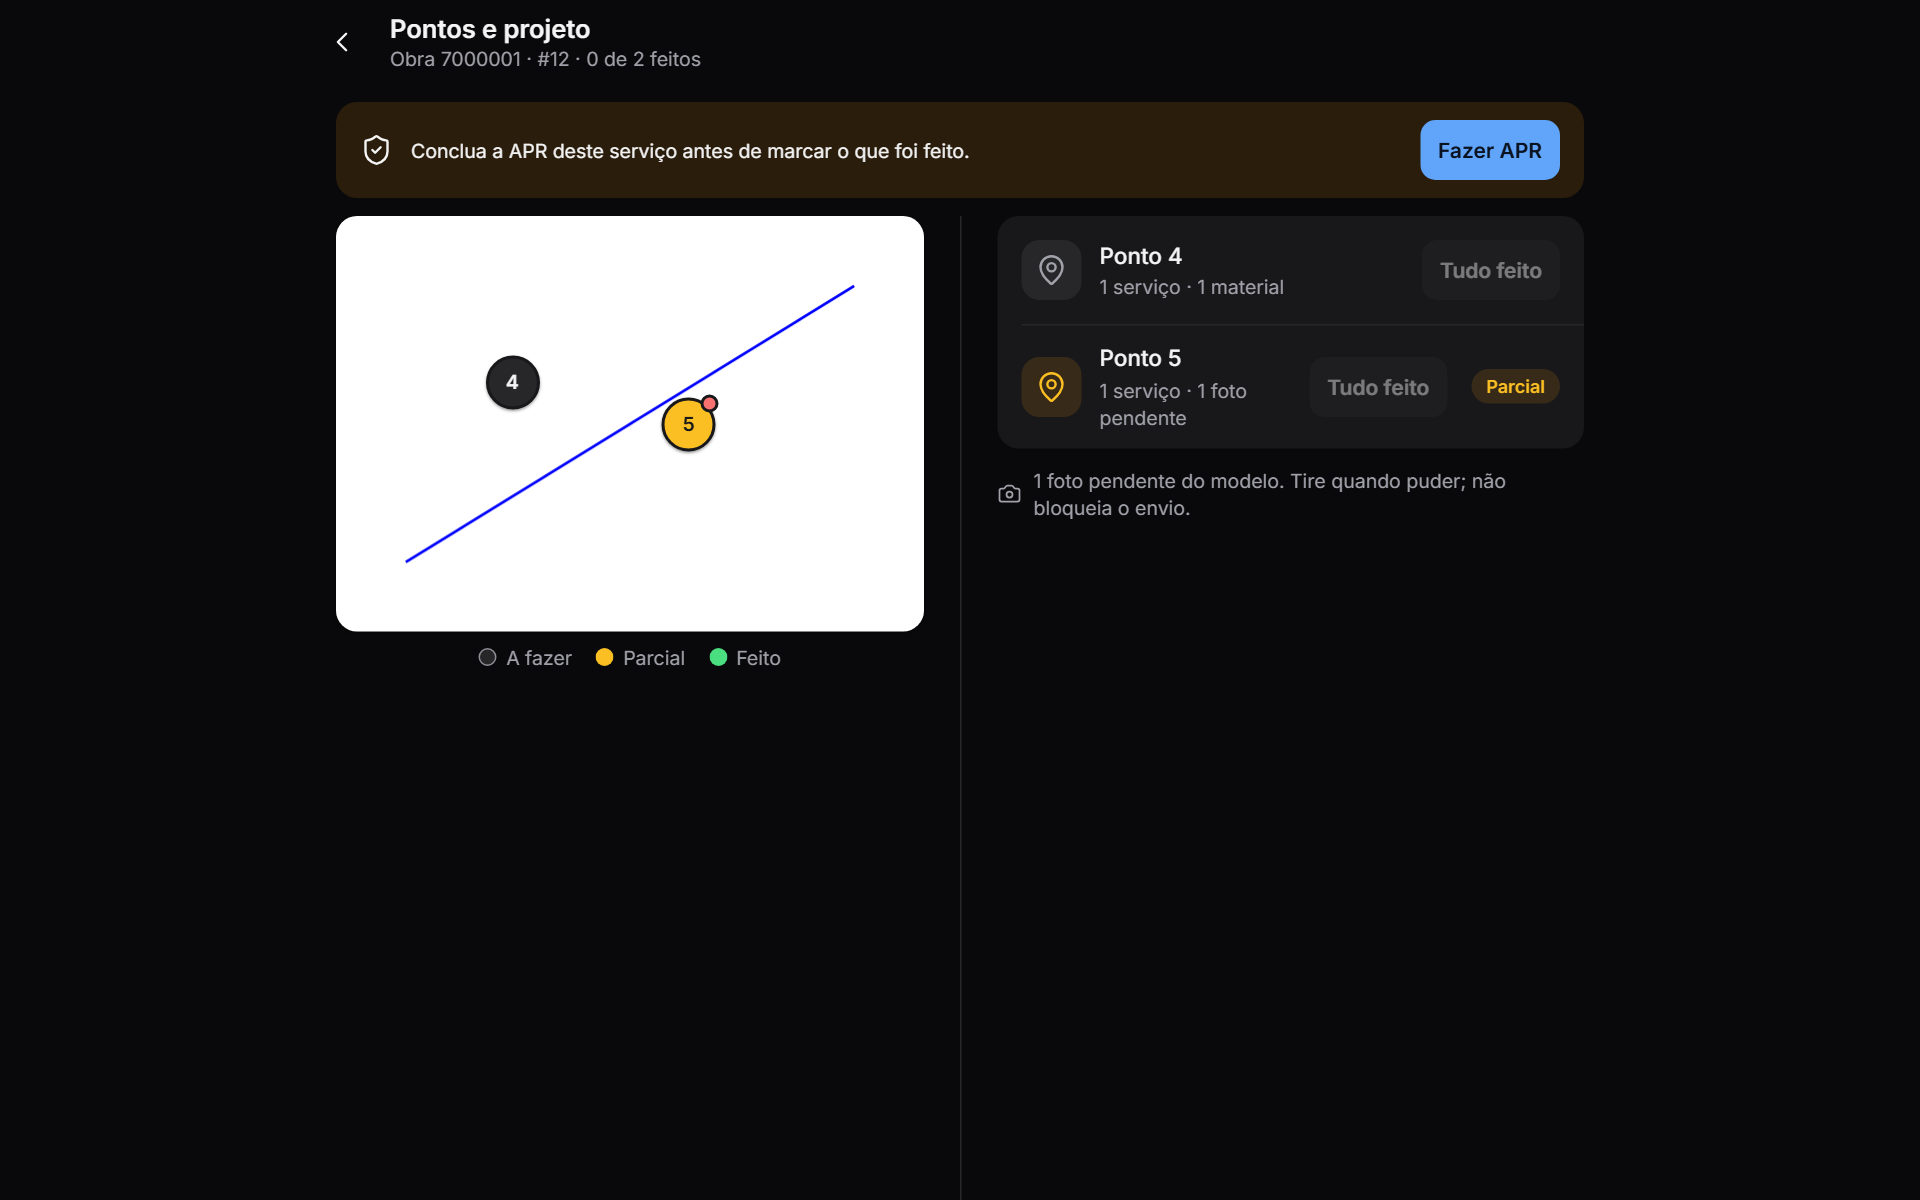 Pontos e projeto
Obra 7000001 · #12 · 0 de 2 feitos
Conclua a APR deste serviço antes de marcar o que foi feito.
Fazer APR
4
5
A fazer
Parcial
Feito
Ponto 4
1 serviço · 1 material
Tudo feito
Ponto 5
1 serviço · 1 foto
pendente
Tudo feito
Parcial
1 foto pendente do modelo. Tire quando puder; não
bloqueia o envio.